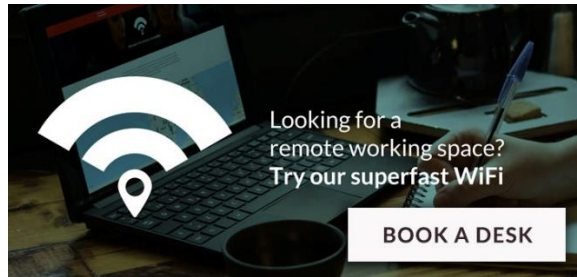 Looking for a
remote working space?
Try our superfast WiFi
BOOK A DESK